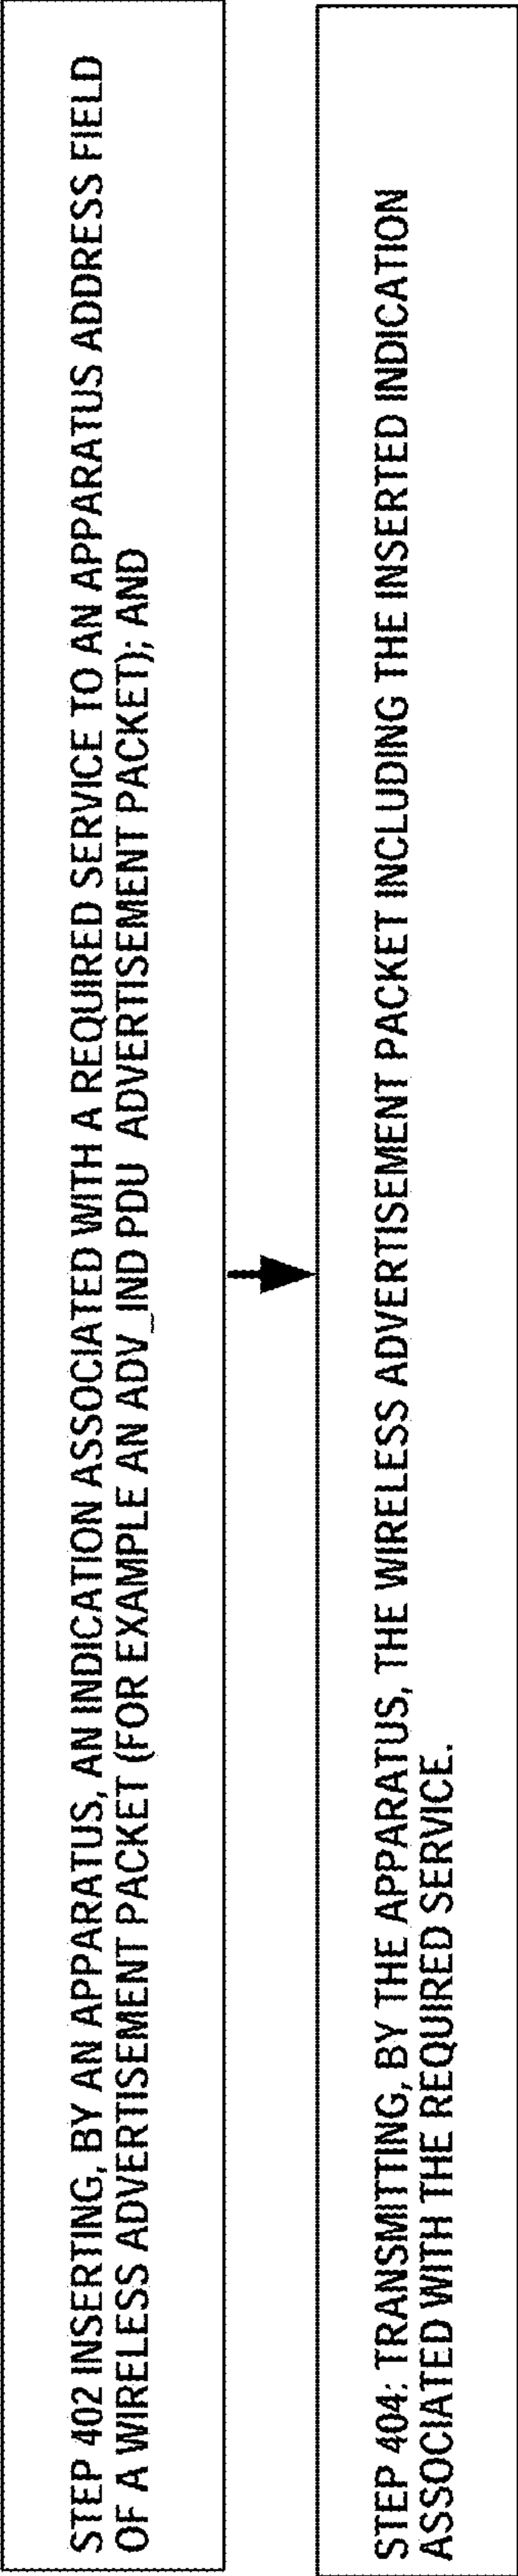 STEP 402 INSERTING, BY AN APPARATUS, AN INDICATION ASSOCIATED WITH A REQUIRED SERVICE TO AN APPARATUS ADDRESS FIELD
OF A WIRELESS ADVERTISEMENT PACKET (FOR EXAMPLE AN ADV_IND PDU ADVERTISEMENT PACKET); AND
STEP 404: TRANSMITTING, BY THE APPARATUS, THE WIRELESS ADVERTISEMENT PACKET INCLUDING THE INSERTED INDICATION
ASSOCIATED WITH THE REQUIRED SERVICE.